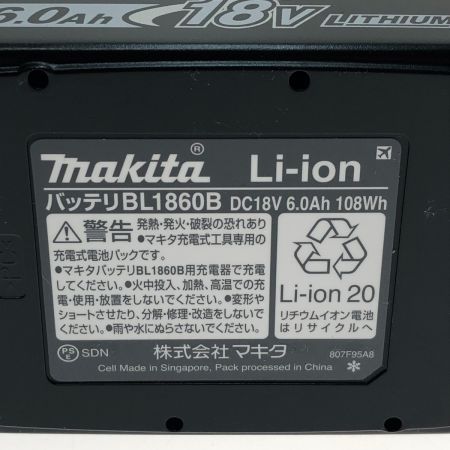 6.0Ah 18V LITHIUM
makita® Li-ion
バッテリBL1860B DC18V 6.0Ah 108Wh
警告 発熱・発火・破裂の恐れあり
●マキタ充電式工具専用の
充電式電池パックです。
●マキタバッテリBL1860B用充電器で充電
してください。●火中投入、加熱、高温での充
電・使用・放置をしないでください。●変形や
ショートさせたり、分解・修理・改造をしないで
ください。●雨や水にぬらさないでください。
Li-ion 20
リチウムイオン電池
はリサイクルへ
PS
E SDN 株式会社マキタ 807F95A8
Cell Made in Singapore, Pack processed in China